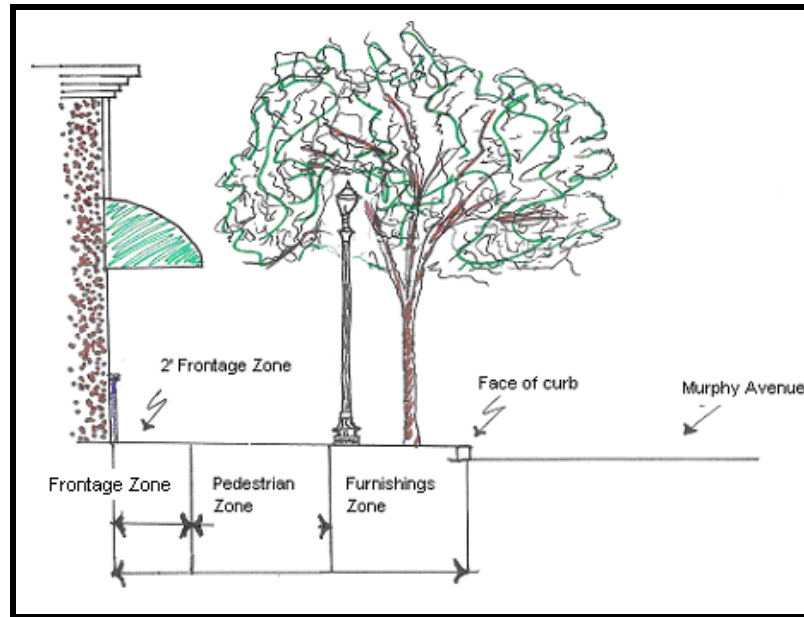 2' Frontage Zone
Face of curb
Murphy Avenue
Frontage Zone
Pedestrian
Zone
Furnishings
Zone